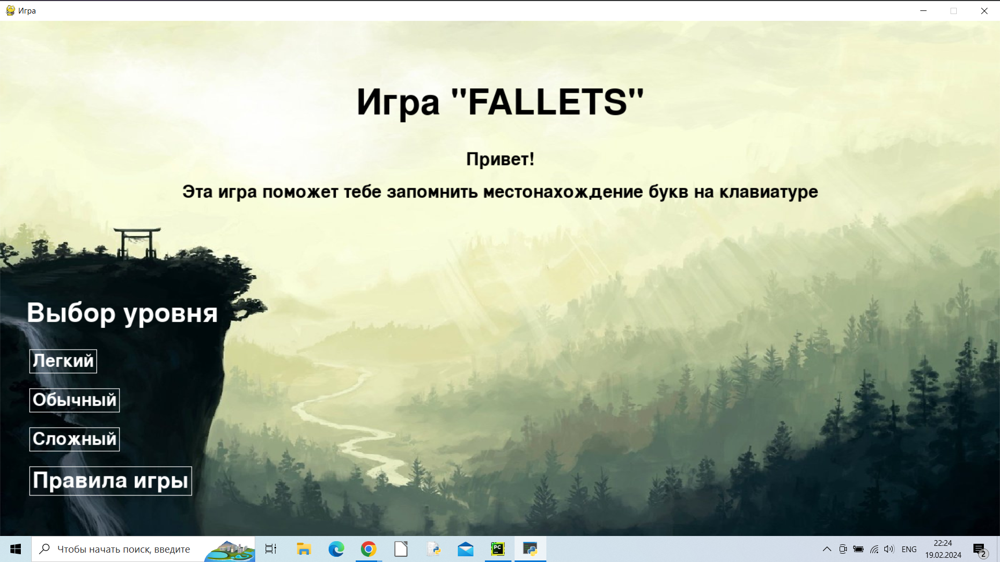 Игра
Игра "FALLETS"
Привет!
Эта игра поможет тебе запомнить местонахождение букв на клавиатуре
Выбор уровня
Легкий
Обычный
Сложный
Правила игры
Чтобы начать поиск, введите
PC
ENG
22:24
19.02.2024
2